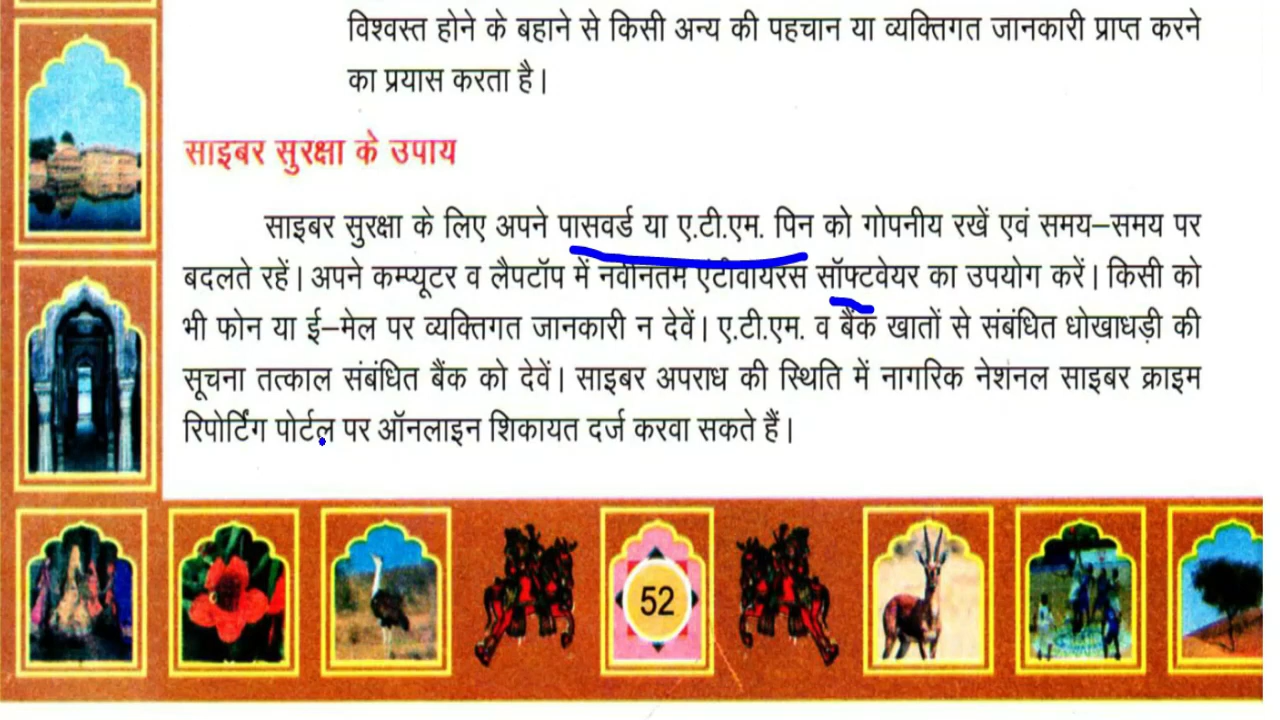 विश्वस्त होने के बहाने से किसी अन्य की पहचान या व्यक्तिगत जानकारी प्राप्त करने
का प्रयास करता है।
साइबर सुरक्षा के उपाय
साइबर सुरक्षा के लिए अपने पासवर्ड या ए.टी.एम. पिन को गोपनीय रखें एवं समय–समय पर
बदलते रहें। अपने कम्प्यूटर व लैपटॉप में नवीनतम एंटीवायरस सॉफ्टवेयर का उपयोग करें। किसी को
भी फोन या ई–मेल पर व्यक्तिगत जानकारी न देवें। ए.टी.एम. व बैंक खातों से संबंधित धोखाधड़ी की
सूचना तत्काल संबंधित बैंक को देवें। साइबर अपराध की स्थिति में नागरिक नेशनल साइबर क्राइम
रिपोर्टिंग पोर्टल पर ऑनलाइन शिकायत दर्ज करवा सकते हैं।
52